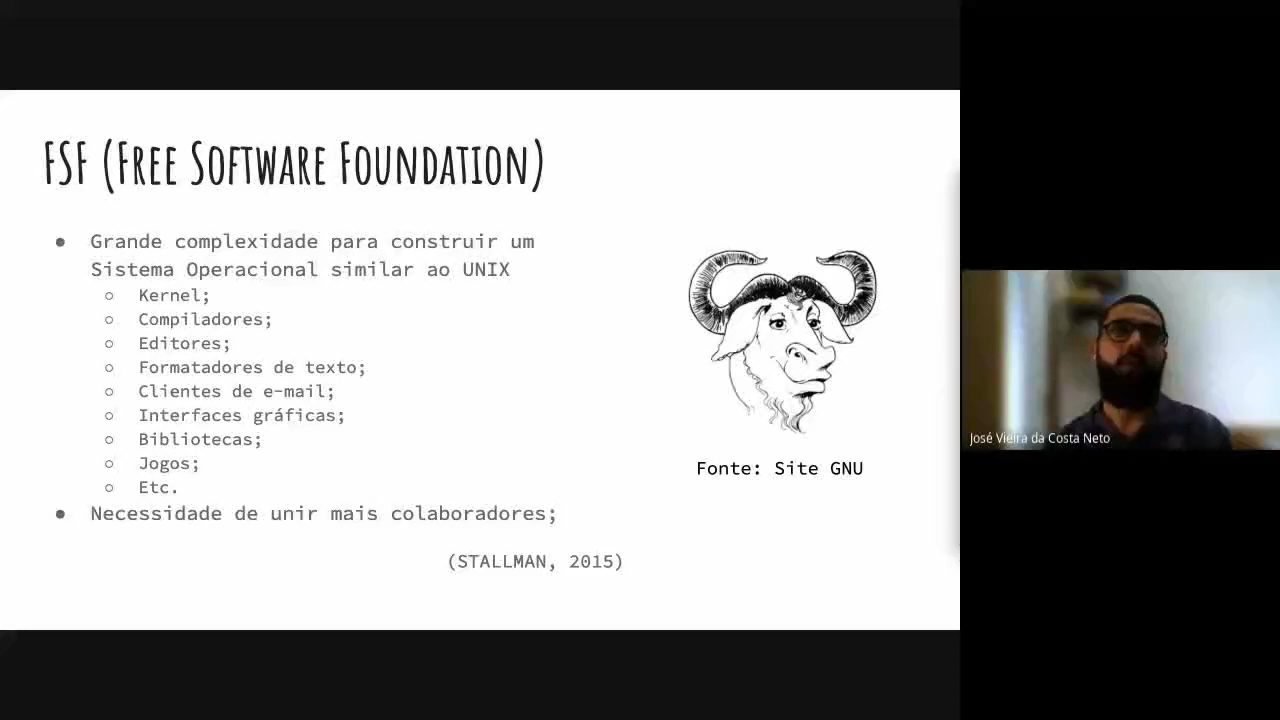 FSF (Free Software Foundation)
● Grande complexidade para construir um
Sistema Operacional similar ao UNIX
○ Kernel;
○ Compiladores;
○ Editores;
○ Formatadores de texto;
○ Clientes de e-mail;
○ Interfaces gráficas;
○ Bibliotecas;
○ Jogos;
○ Etc.
● Necessidade de unir mais colaboradores;
(STALLMAN, 2015)
Fonte: Site GNU
José Vieira da Costa Neto